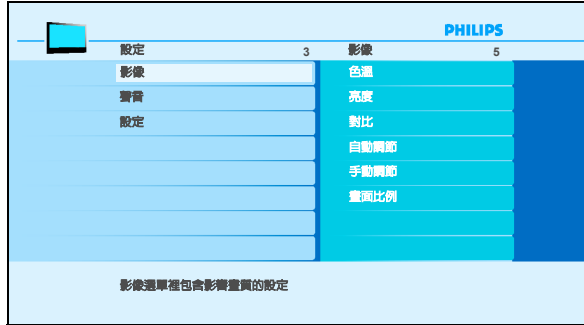 PHILIPS
設定 3 影像 5
影像 色溫
聲音 亮度
設定 對比
自動調節
手動調節
畫面比例
影像選單裡包含影響畫質的設定